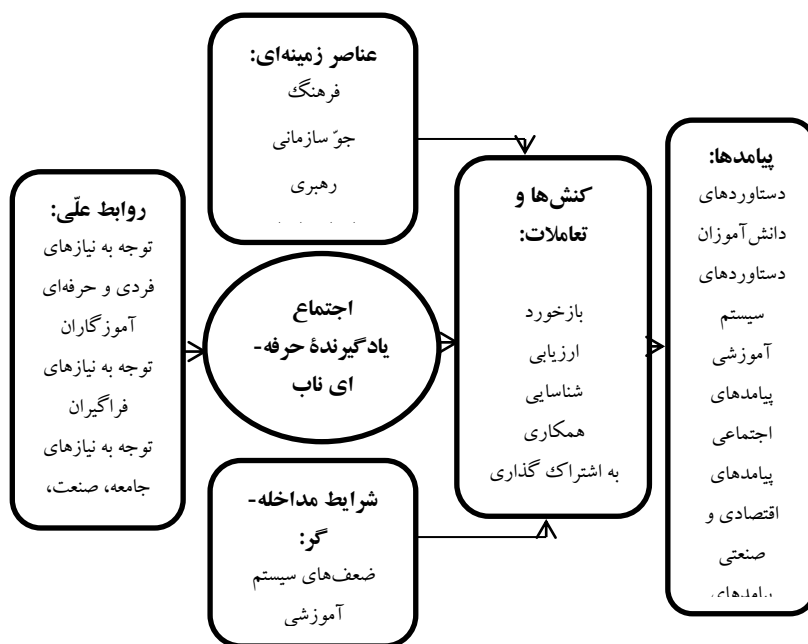 عناصر زمینه‌ای:
فرهنگ
جوّ سازمانی
رهبری
روابط علّی:
توجه به نیازهای
فردی و حرفه‌ای
آموزگاران
توجه به نیازهای
فراگیران
توجه به نیازهای
جامعه، صنعت،
اجتماع
یادگیرندۀ حرفه-
ای ناب
شرایط مداخله-
گر:
ضعف‌های سیستم
آموزشی
کنش‌ها و
تعاملات:
بازخورد
ارزیابی
شناسایی
همکاری
به اشتراک گذاری
پیامدها:
دستاوردهای
دانش‌آموزان
دستاوردهای
سیستم
آموزشی
پیامدهای
اجتماعی
پیامدهای
اقتصادی و
صنعتی
پیامدهای